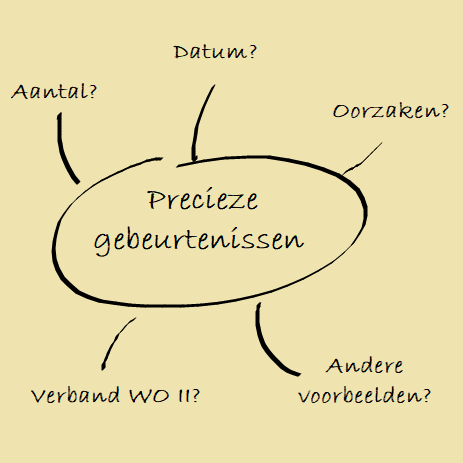 Datum?
Aantal?
Oorzaken?
Precieze
gebeurtenissen
Andere
voorbeelden?
Verband WO II?